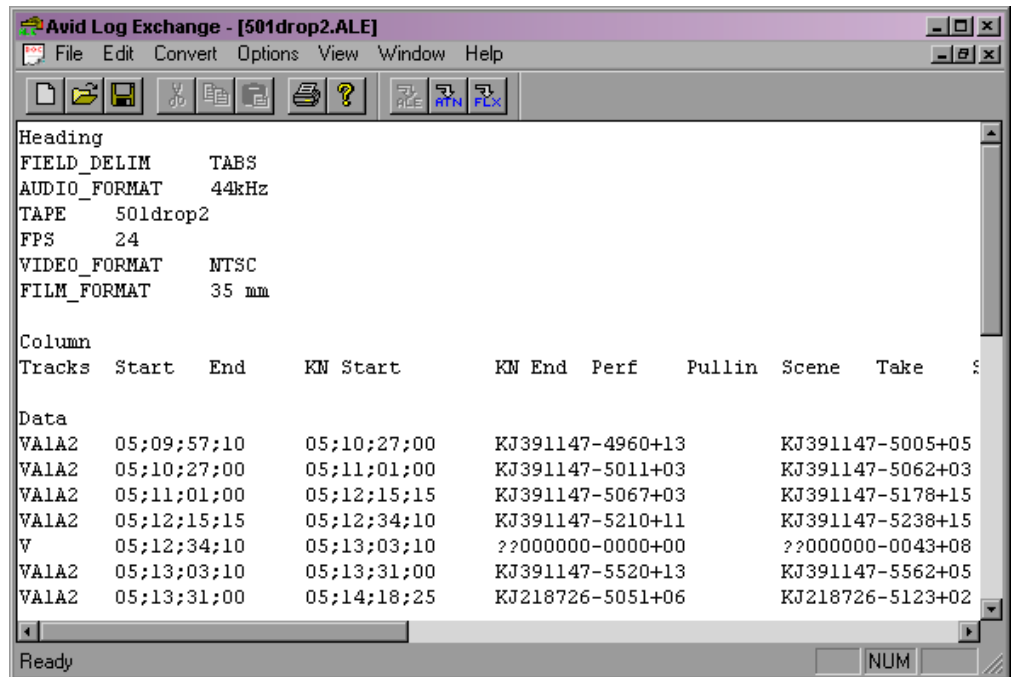 Avid Log Exchange - [501drop2.ALE]
File Edit Convert Options View Window Help
ALE ATN FLX
Heading
FIELD_DELIM TABS
AUDIO_FORMAT 44kHz
TAPE 501drop2
FPS 24
VIDEO_FORMAT NTSC
FILM_FORMAT 35 mm
Column
Tracks Start End KN Start KN End Perf Pullin Scene Take
Data
VA1A2 05;09;57;10 05;10;27;00 KJ391147-4960+13 KJ391147-5005+05
VA1A2 05;10;27;00 05;11;01;00 KJ391147-5011+03 KJ391147-5062+03
VA1A2 05;11;01;00 05;12;15;15 KJ391147-5067+03 KJ391147-5178+15
VA1A2 05;12;15;15 05;12;34;10 KJ391147-5210+11 KJ391147-5238+15
V 05;12;34;10 05;13;03;10 ??000000-0000+00 ??000000-0043+08
VA1A2 05;13;03;10 05;13;31;00 KJ391147-5520+13 KJ391147-5562+05
VA1A2 05;13;31;00 05;14;18;25 KJ218726-5051+06 KJ218726-5123+02
Ready NUM